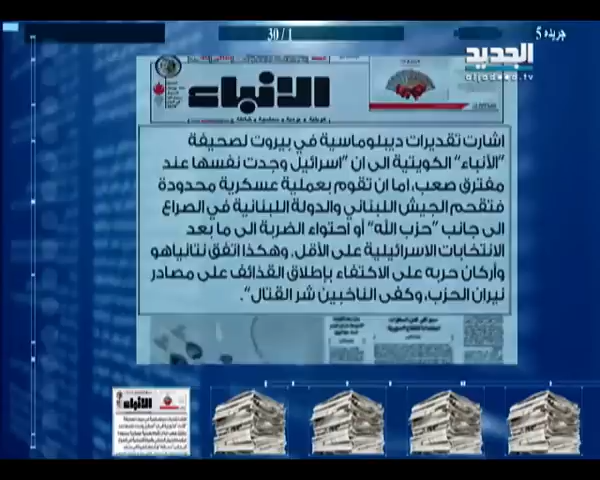 جريده 5
30/1
الجديد
aljadeed.tv
الأنباء
اشارت تقديرات ديبلوماسية في بيروت لصحيفة
"الأنباء" الكويتية الى ان "اسرائيل وجدت نفسها عند
مفترق صعب، اما ان تقوم بعملية عسكرية محدودة
فتقحم الجيش اللبناني والدولة اللبنانية في الصراع
الى جانب "حزب الله" أو احتواء الضربة الى ما بعد
الانتخابات الاسرائيلية على الأقل. وهكذا اتفق نتانياهو
وأركان حربه على الاكتفاء بإطلاق القذائف على مصادر
نيران الحزب، وكفى الناخبين شر القتال".
الأنباء